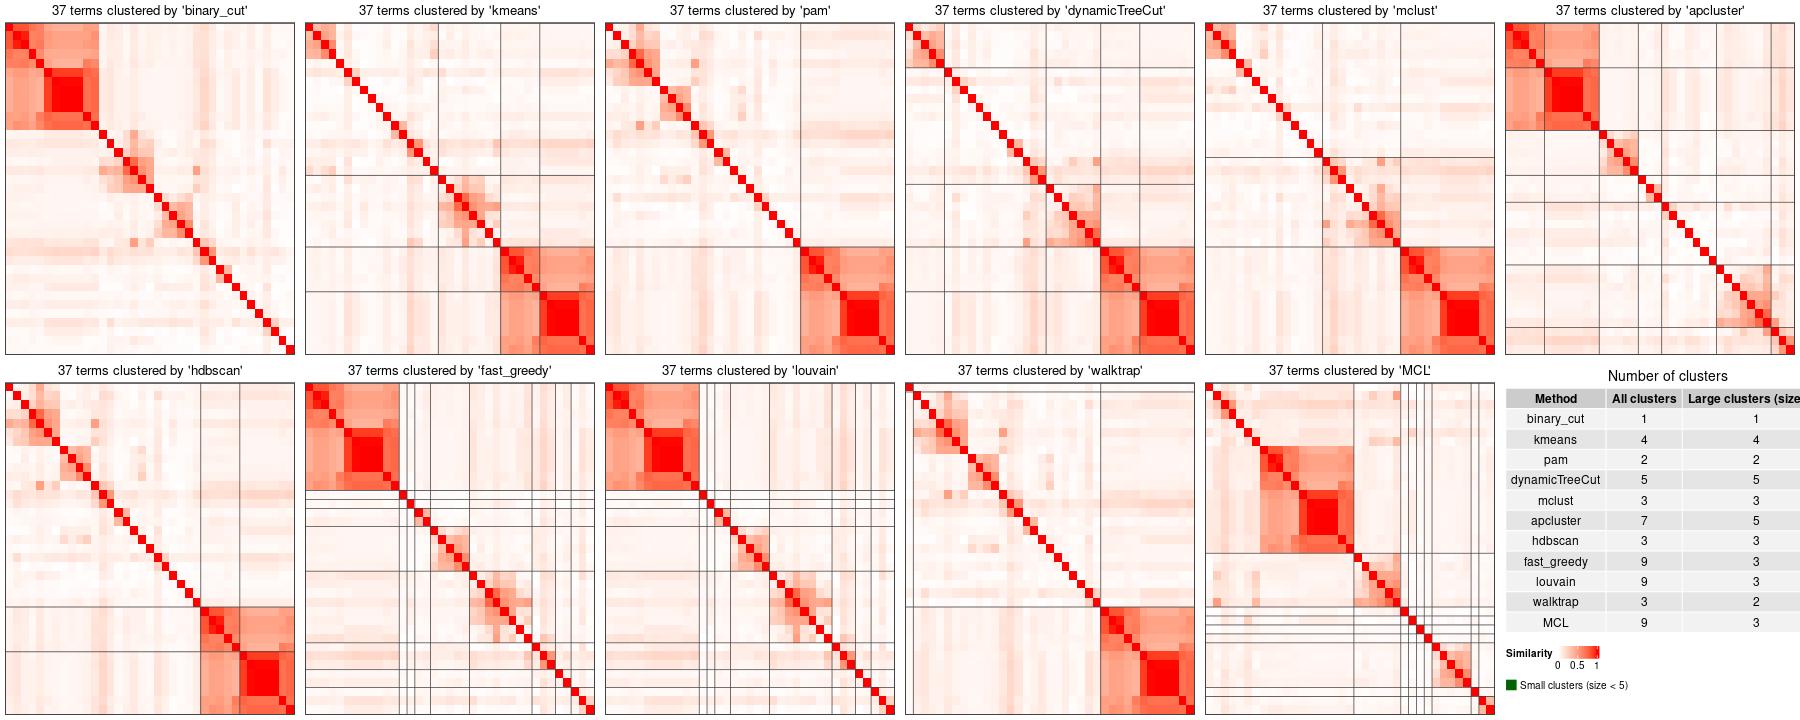 37 terms clustered by 'binary_cut'
37 terms clustered by 'kmeans'
37 terms clustered by 'pam'
37 terms clustered by 'dynamicTreeCut'
37 terms clustered by 'mclust'
37 terms clustered by 'apcluster'
37 terms clustered by 'hdbscan'
37 terms clustered by 'fast_greedy'
37 terms clustered by 'louvain'
37 terms clustered by 'walktrap'
37 terms clustered by 'MCL'
Number of clusters
Method All clusters Large clusters (size
binary_cut 1 1
kmeans 4 4
pam 2 2
dynamicTreeCut 5 5
mclust 3 3
apcluster 7 5
hdbscan 3 3
fast_greedy 9 3
louvain 9 3
walktrap 3 2
MCL 9 3
Similarity
0 0.5 1
Small clusters (size < 5)